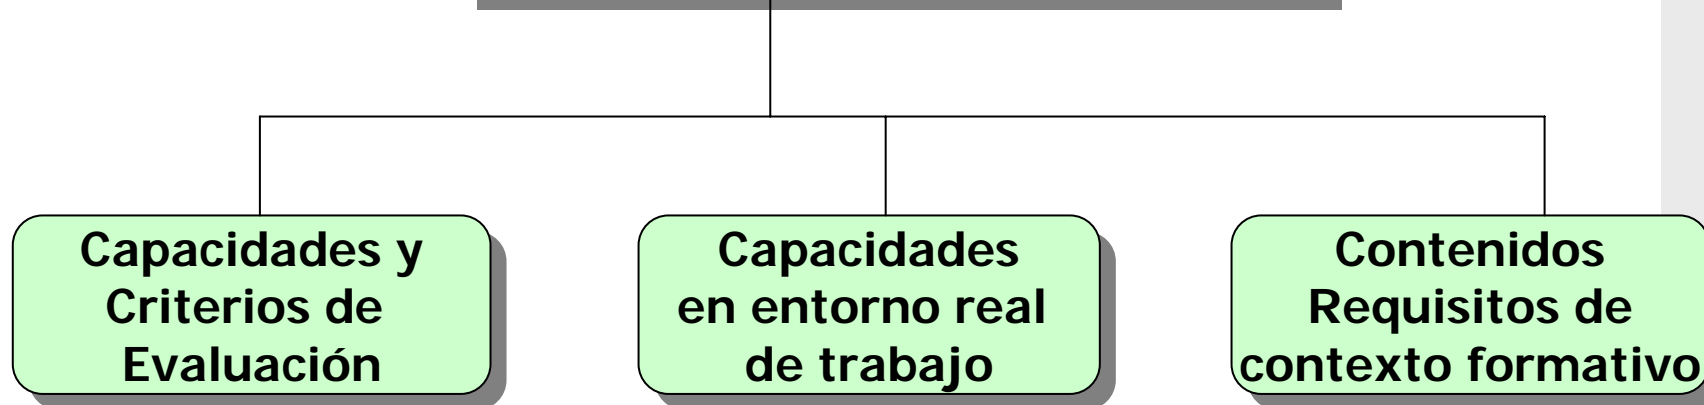 Capacidades y
Criterios de
Evaluación
Capacidades
en entorno real
de trabajo
Contenidos
Requisitos de
contexto formativo